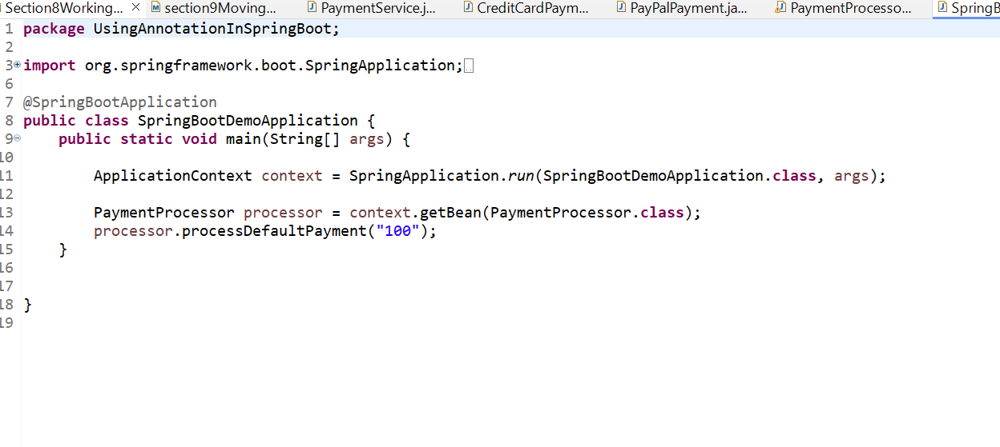 Section8Working... section9Moving... PaymentService.j... CreditCardPaym... PayPalPayment.ja... PaymentProcesso... SpringB
1 package UsingAnnotationInSpringBoot;
2
3 import org.springframework.boot.SpringApplication;
6
7 @SpringBootApplication
8 public class SpringBootDemoApplication {
9 public static void main(String[] args) {
10
11 ApplicationContext context = SpringApplication.run(SpringBootDemoApplication.class, args);
12
13 PaymentProcessor processor = context.getBean(PaymentProcessor.class);
14 processor.processDefaultPayment("100");
15 }
16
17
18 }
19